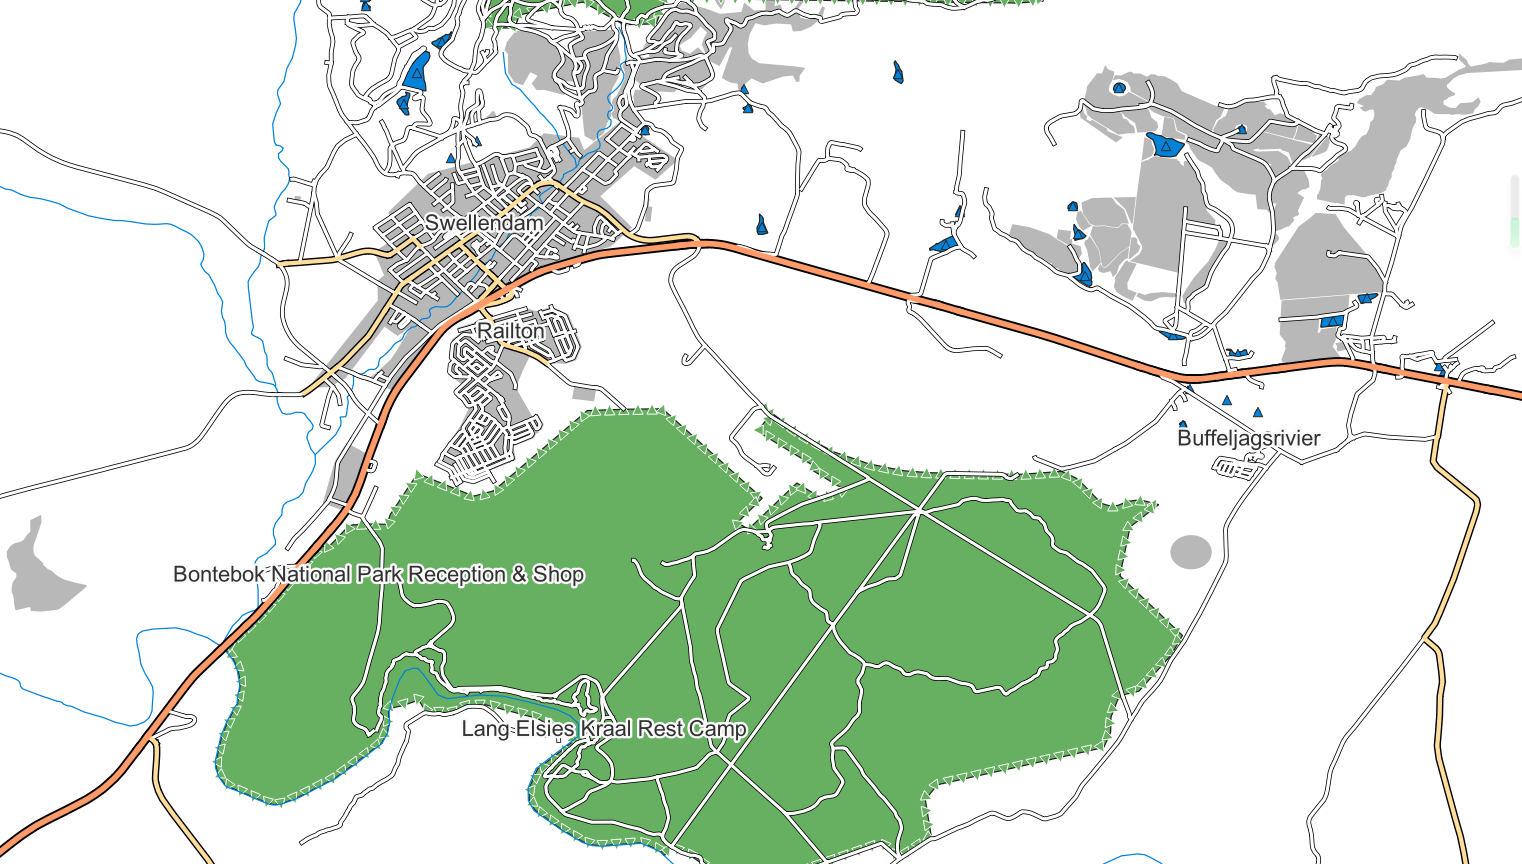 Swellendam
Railton
Buffeljagsrivier
Bontebok National Park Reception & Shop
Lang Elsies Kraal Rest Camp